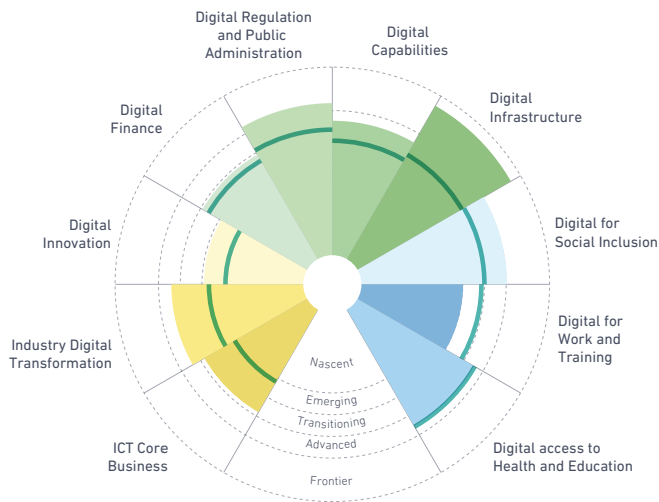 Digital Regulation
and Public
Administration
Digital
Capabilities
Digital
Infrastructure
Digital
Finance
Digital
Innovation
Digital for
Social Inclusion
Industry Digital
Transformation
Digital for
Work and
Training
ICT Core
Business
Digital access to
Health and Education
Nascent
Emerging
Transitioning
Advanced
Frontier